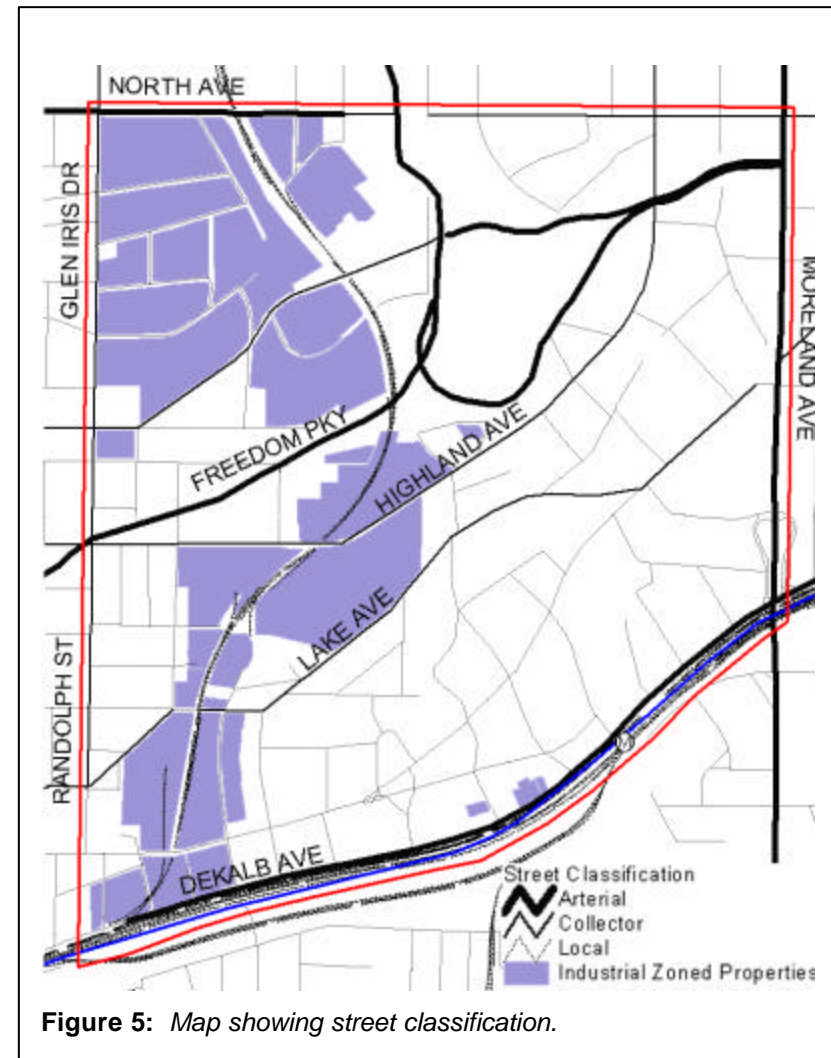 NORTH AVE
GLEN IRIS DR
MORELAND AVE
FREEDOM PKY
HIGHLAND AVE
LAKE AVE
RANDOLPH ST
DEKALB AVE
Street Classification
Arterial
Collector
Local
Industrial Zoned Properties
Figure 5: Map showing street classification.